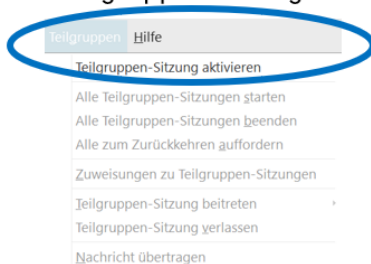 Teilgruppen Hilfe
Teilgruppen-Sitzung aktivieren
Alle Teilgruppen-Sitzungen starten
Alle Teilgruppen-Sitzungen beenden
Alle zum Zurückkehren auffordern
Zuweisungen zu Teilgruppen-Sitzungen
Teilgruppen-Sitzung beitreten
Teilgruppen-Sitzung verlassen
Nachricht übertragen